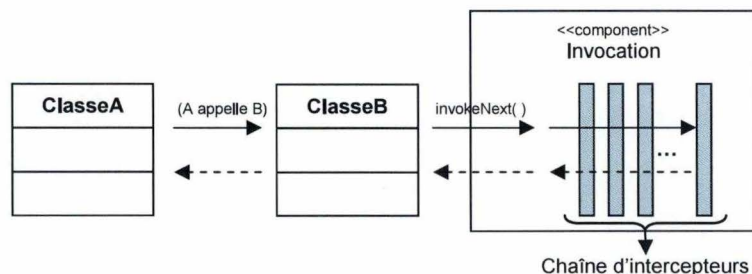 <<component>>
Invocation
ClasseA
(A appelle B)
ClasseB
invokeNext( )
...
Chaîne d'intercepteurs